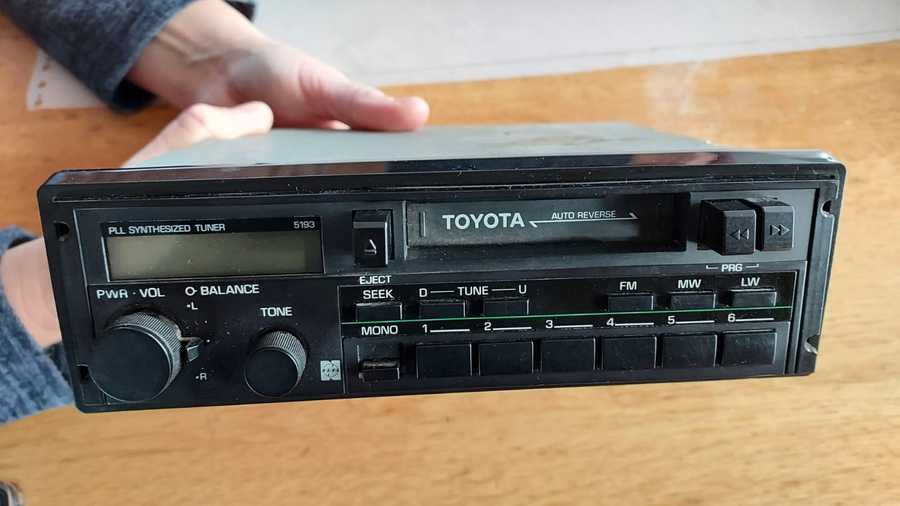 PLL SYNTHESIZED TUNER 5193
TOYOTA AUTO REVERSE
PRG
EJECT
PWR · VOL BALANCE
L
R
TONE
SEEK D TUNE U FM MW LW
MONO 1 2 3 4 5 6